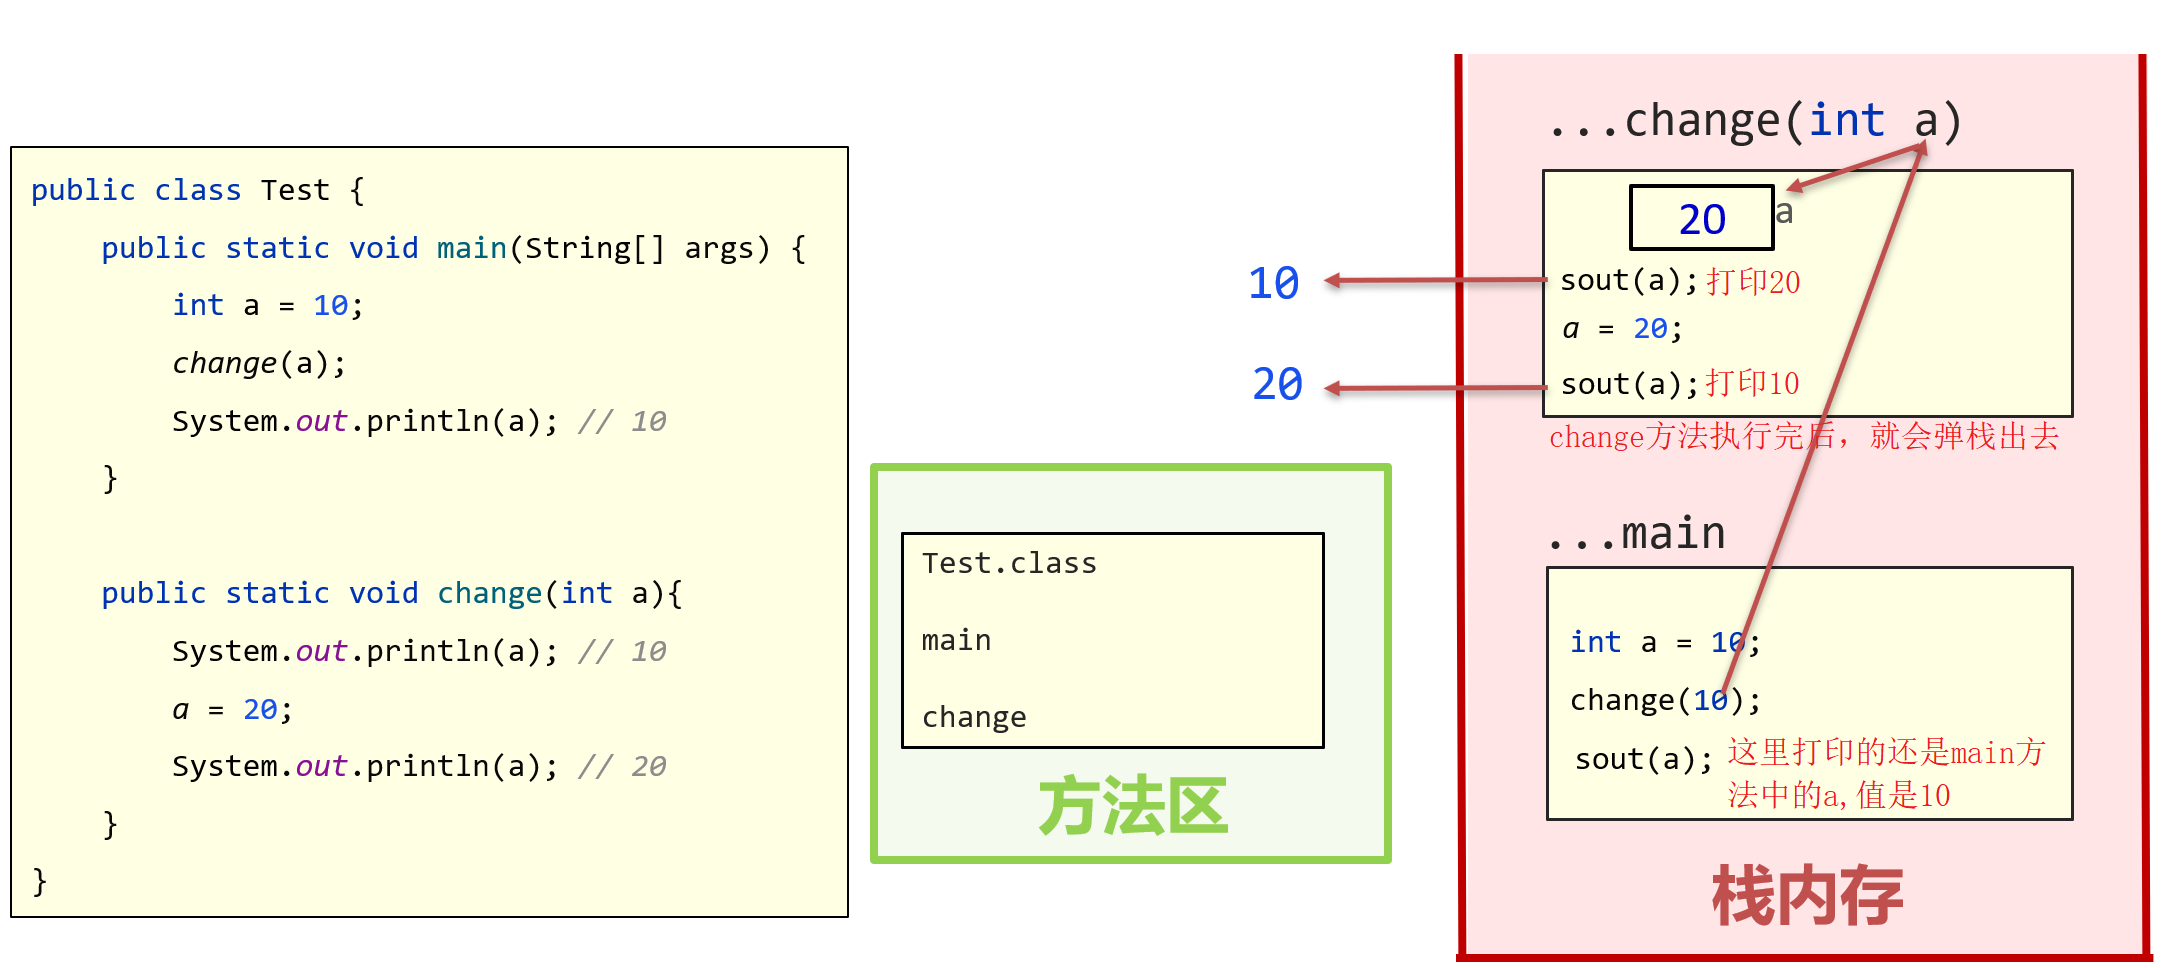 public class Test {
public static void main(String[] args) {
int a = 10;
change(a);
System.out.println(a); // 10
}
public static void change(int a){
System.out.println(a); // 10
a = 20;
System.out.println(a); // 20
}
}
Test.class
main
change
方法区
10
20
...change(int a)
20
a
sout(a);打印20
a = 20;
sout(a);打印10
change方法执行完后，就会弹栈出去
...main
int a = 10;
change(10);
sout(a); 这里打印的还是main方
法中的a,值是10
栈内存